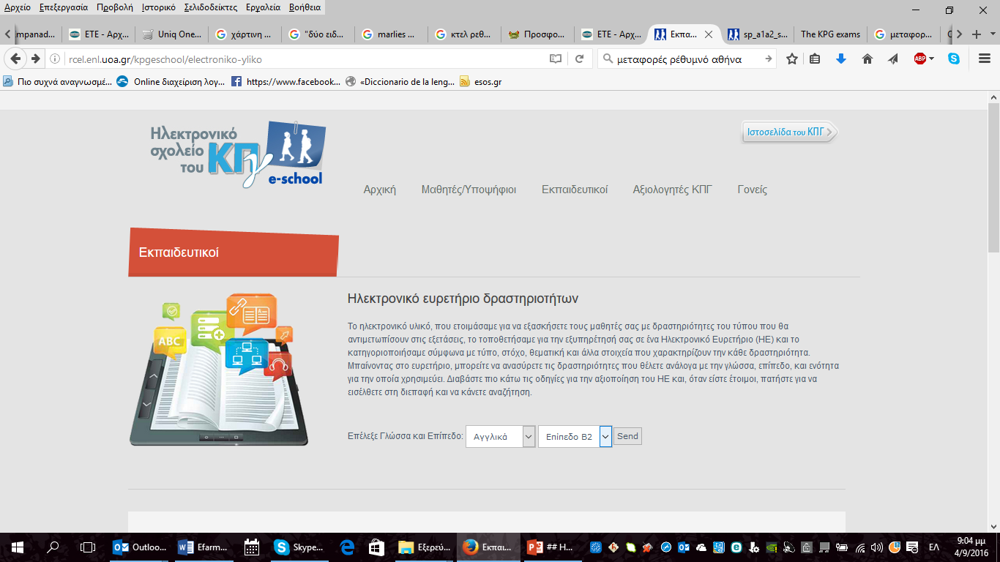 Αρχείο Επεξεργασία Προβολή Ιστορικό Σελιδοδείκτες Εργαλεία Βοήθεια
mpanad... ΕΤΕ - Αρχ... Uniq One... χάρτινη ... "δύο ειδ... marlies ... κτελ ρεθ... Προσφο... ΕΤΕ - Αρχ... Εκπα... sp_a1a2_s... The KPG exams μεταφορ...
rcel.enl.uoa.gr/kpgeschool/electroniko-yliko μεταφορές ρέθυμνό αθήνα ABP
Πιο συχνά αναγνωσμέ... Online διαχείριση λογ... https://www.facebook... «Diccionario de la leng... esos.gr
Ηλεκτρονικό
σχολείο
του ΚΠγ
e-school
Ιστοσελίδα του ΚΠΓ
Αρχική Μαθητές/Υποψήφιοι Εκπαιδευτικοί Αξιολογητές ΚΠΓ Γονείς
Εκπαιδευτικοί
ABC
Ηλεκτρονικό ευρετήριο δραστηριοτήτων
Το ηλεκτρονικό υλικό, που ετοιμάσαμε για να εξασκήσετε τους μαθητές σας με δραστηριότητες του τύπου που θα
αντιμετωπίσουν στις εξετάσεις, το τοποθετήσαμε για την εξυπηρέτησή σας σε ένα Ηλεκτρονικό Ευρετήριο (ΗΕ) και το
κατηγοριοποιήσαμε σύμφωνα με τύπο, στόχο, θεματική και άλλα στοιχεία που χαρακτηρίζουν την κάθε δραστηριότητα.
Μπαίνοντας στο ευρετήριο, μπορείτε να ανασύρετε τις δραστηριότητες που θέλετε ανάλογα με την γλώσσα, επίπεδο, και ενότητα
για την οποία χρησιμεύει. Διαβάστε πιο κάτω τις οδηγίες για την αξιοποίηση του ΗΕ και, όταν είστε έτοιμοι, πατήστε για να
εισέλθετε στη διεπαφή και να κάνετε αναζήτηση.
Επέλεξε Γλώσσα και Επίπεδο: Αγγλικά Επίπεδο Β2 Send
Outloo... Efarm... Skype... Εξερεύ... Εκπαι... ## Η... ΕΛ 9:04 μμ
4/9/2016